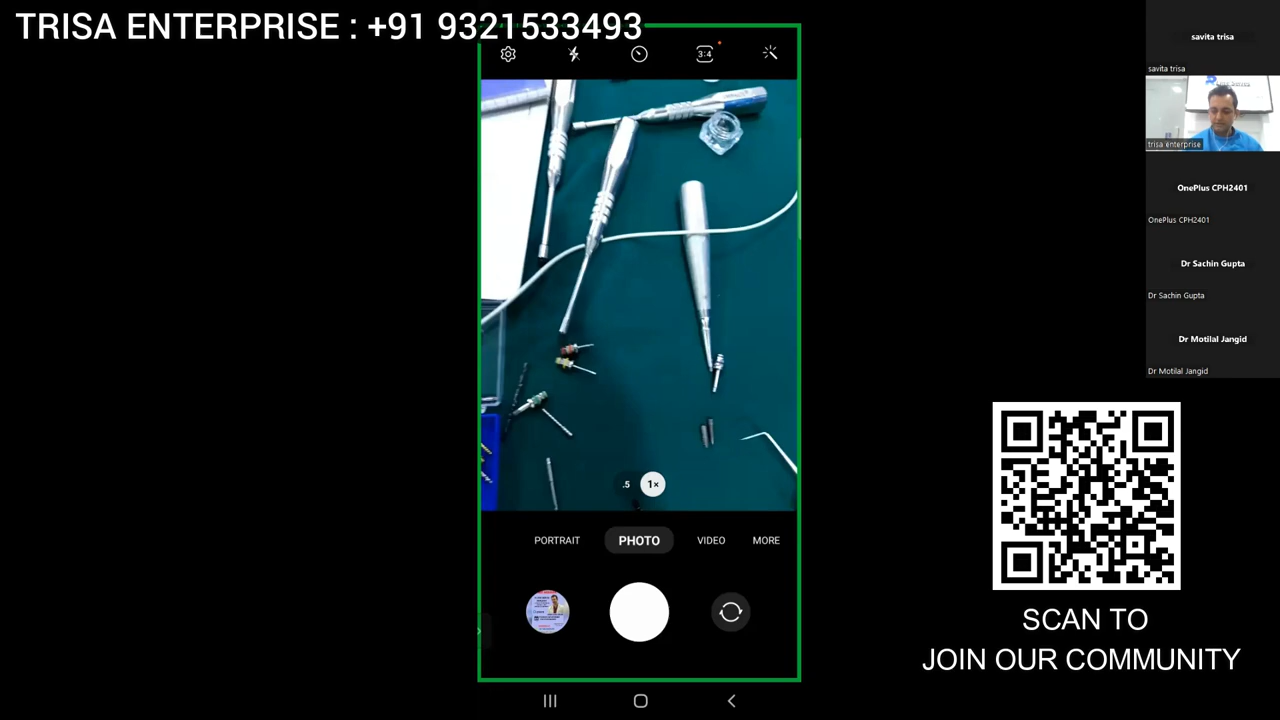 TRISA ENTERPRISE : +91 9321533493
3:4
.5
1×
PORTRAIT
PHOTO
VIDEO
MORE
savita trisa
savita trisa
trisa enterprise
OnePlus CPH2401
OnePlus CPH2401
Dr Sachin Gupta
Dr Sachin Gupta
Dr Motilal Jangid
Dr Motilal Jangid
SCAN TO
JOIN OUR COMMUNITY